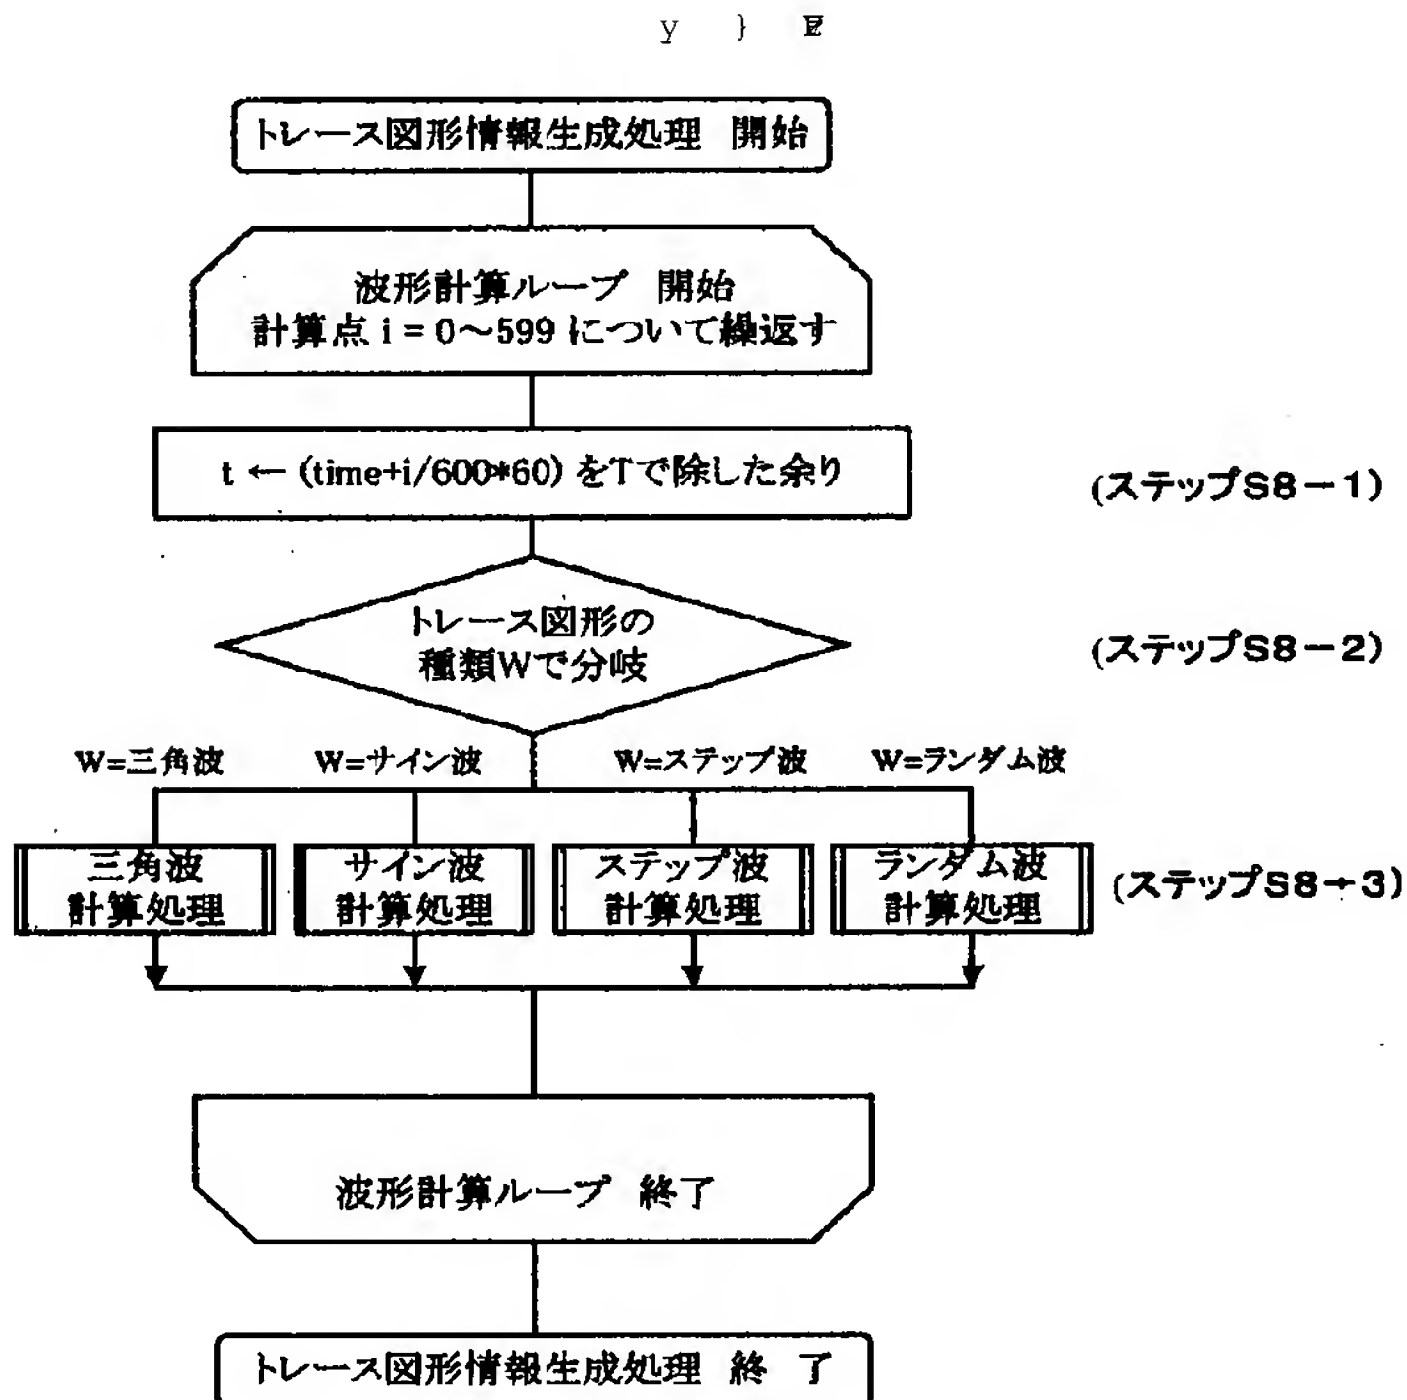 y }
トレース図形情報生成処理 開始
波形計算ループ 開始
計算点 i = 0～599 について繰返す
t ← (time+i/600*60) をTで除した余り
(ステップS8－1)
トレース図形の
種類Wで分岐
(ステップS8－2)
W=三角波 W=サイン波 W=ステップ波 W=ランダム波
三角波
計算処理
サイン波
計算処理
ステップ波
計算処理
ランダム波
計算処理
(ステップS8－3)
波形計算ループ 終了
トレース図形情報生成処理 終 了